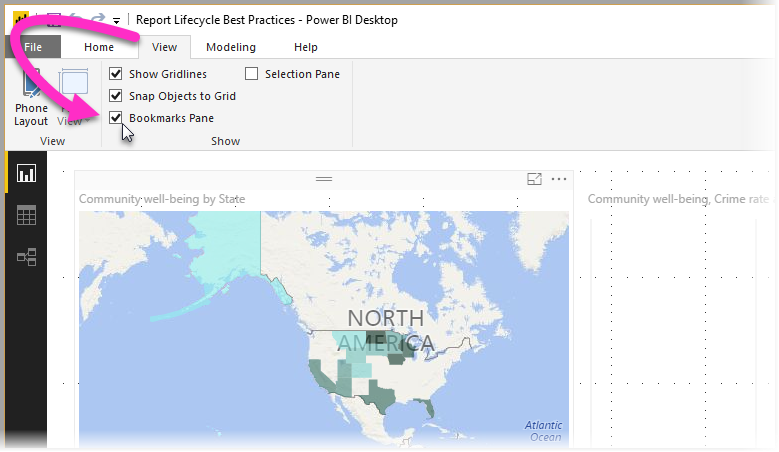 Report Lifecycle Best Practices - Power BI Desktop
File Home View Modeling Help
Show Gridlines Selection Pane
Snap Objects to Grid
Phone
Layout
View
Bookmarks Pane
View Show
Community well-being by State
Community well-being, Crime rate
NORTH
AMERICA
Atlantic
Ocean